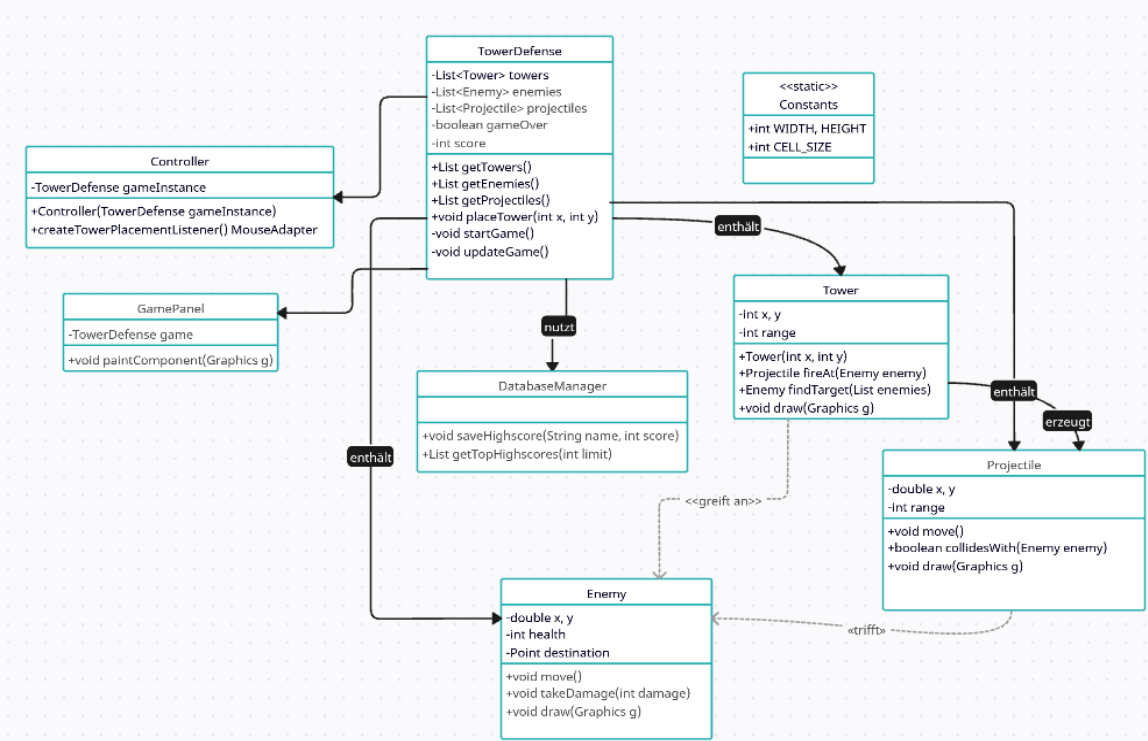 TowerDefense
-List<Tower> towers
-List<Enemy> enemies
-List<Projectile> projectiles
-boolean gameOver
-int score
+List getTowers()
+List getEnemies()
+List getProjectiles()
+void placeTower(int x, int y)
-void startGame()
-void updateGame()
<<static>>
Constants
+int WIDTH, HEIGHT
+int CELL_SIZE
Controller
-TowerDefense gameInstance
+Controller(TowerDefense gameInstance)
+createTowerPlacementListener() MouseAdapter
GamePanel
-TowerDefense game
+void paintComponent(Graphics g)
enthält
nutzt
Tower
-int x, y
-int range
+Tower(int x, int y)
+Projectile fireAt(Enemy enemy)
+Enemy findTarget(List enemies)
+void draw(Graphics g)
DatabaseManager
+void saveHighscore(String name, int score)
+List getTopHighscores(int limit)
enthält
erzeugt
enthält
<<greift an>>
Projectile
-double x, y
-int range
+void move()
+boolean collidesWith(Enemy enemy)
+void draw(Graphics g)
«trifft»
Enemy
-double x, y
-int health
-Point destination
+void move()
+void takeDamage(int damage)
+void draw(Graphics g)